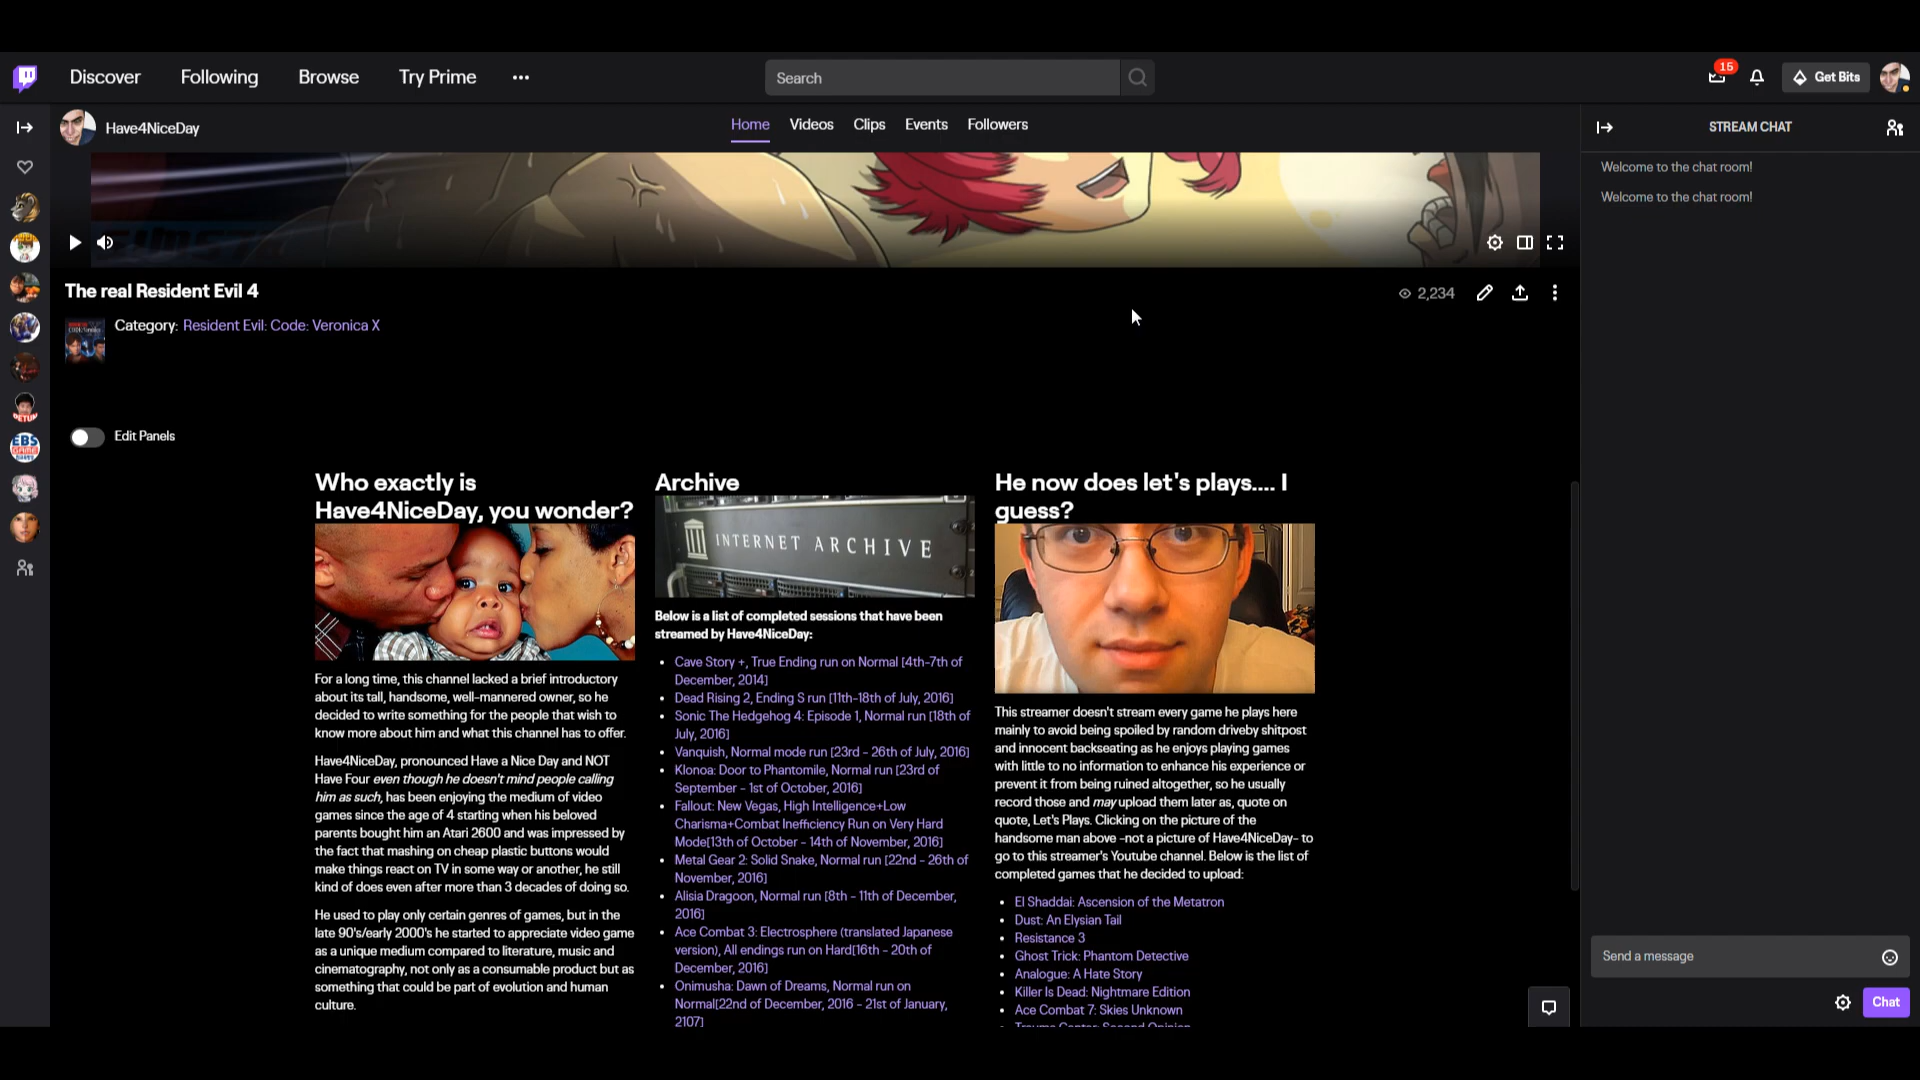 Discover
Following
Browse
Try Prime
Search
15
Get Bits
Have4NiceDay
Home
Videos
Clips
Events
Followers
STREAM CHAT
Welcome to the chat room!
Welcome to the chat room!
The real Resident Evil 4
2,234
Category: Resident Evil: Code: Veronica X
Edit Panels
Who exactly is
Have4NiceDay, you wonder?
For a long time, this channel lacked a brief introductory
about its tall, handsome, well-mannered owner, so he
decided to write something for the people that wish to
know more about him and what this channel has to offer.
Have4NiceDay, pronounced Have a Nice Day and NOT
Have Four even though he doesn't mind people calling
him as such, has been enjoying the medium of video
games since the age of 4 starting when his beloved
parents bought him an Atari 2600 and was impressed by
the fact that mashing on cheap plastic buttons would
make things react on TV in some way or another, he still
kind of does even after more than 3 decades of doing so.
He used to play only certain genres of games, but in the
late 90's/early 2000's he started to appreciate video game
as a unique medium compared to literature, music and
cinematography, not only as a consumable product but as
something that could be part of evolution and human
culture.
Archive
INTERNET ARCHIVE
Below is a list of completed sessions that have been
streamed by Have4NiceDay:
Cave Story +, True Ending run on Normal [4th-7th of
December, 2014]
Dead Rising 2, Ending S run [11th-18th of July, 2016]
Sonic The Hedgehog 4: Episode 1, Normal run [18th of
July, 2016]
Vanquish, Normal mode run [23rd - 26th of July, 2016]
Klonoa: Door to Phantomile, Normal run [23rd of
September - 1st of October, 2016]
Fallout: New Vegas, High Intelligence+Low
Charisma+Combat Inefficiency Run on Very Hard
Mode[13th of October - 14th of November, 2016]
Metal Gear 2: Solid Snake, Normal run [22nd - 26th of
November, 2016]
Alisia Dragoon, Normal run [8th - 11th of December,
2016]
Ace Combat 3: Electrosphere (translated Japanese
version), All endings run on Hard[16th - 20th of
December, 2016]
Onimusha: Dawn of Dreams, Normal run on
Normal[22nd of December, 2016 - 21st of January,
2107]
He now does let's plays.... I
guess?
This streamer doesn't stream every game he plays here
mainly to avoid being spoiled by random driveby shitpost
and innocent backseating as he enjoys playing games
with little to no information to enhance his experience or
prevent it from being ruined altogether, so he usually
record those and may upload them later as, quote on
quote, Let's Plays. Clicking on the picture of the
handsome man above -not a picture of Have4NiceDay- to
go to this streamer's Youtube channel. Below is the list of
completed games that he decided to upload:
El Shaddai: Ascension of the Metatron
Dust: An Elysian Tail
Resistance 3
Ghost Trick: Phantom Detective
Analogue: A Hate Story
Killer Is Dead: Nightmare Edition
Ace Combat 7: Skies Unknown
Trauma Center: Second Opinion
Send a message
Chat